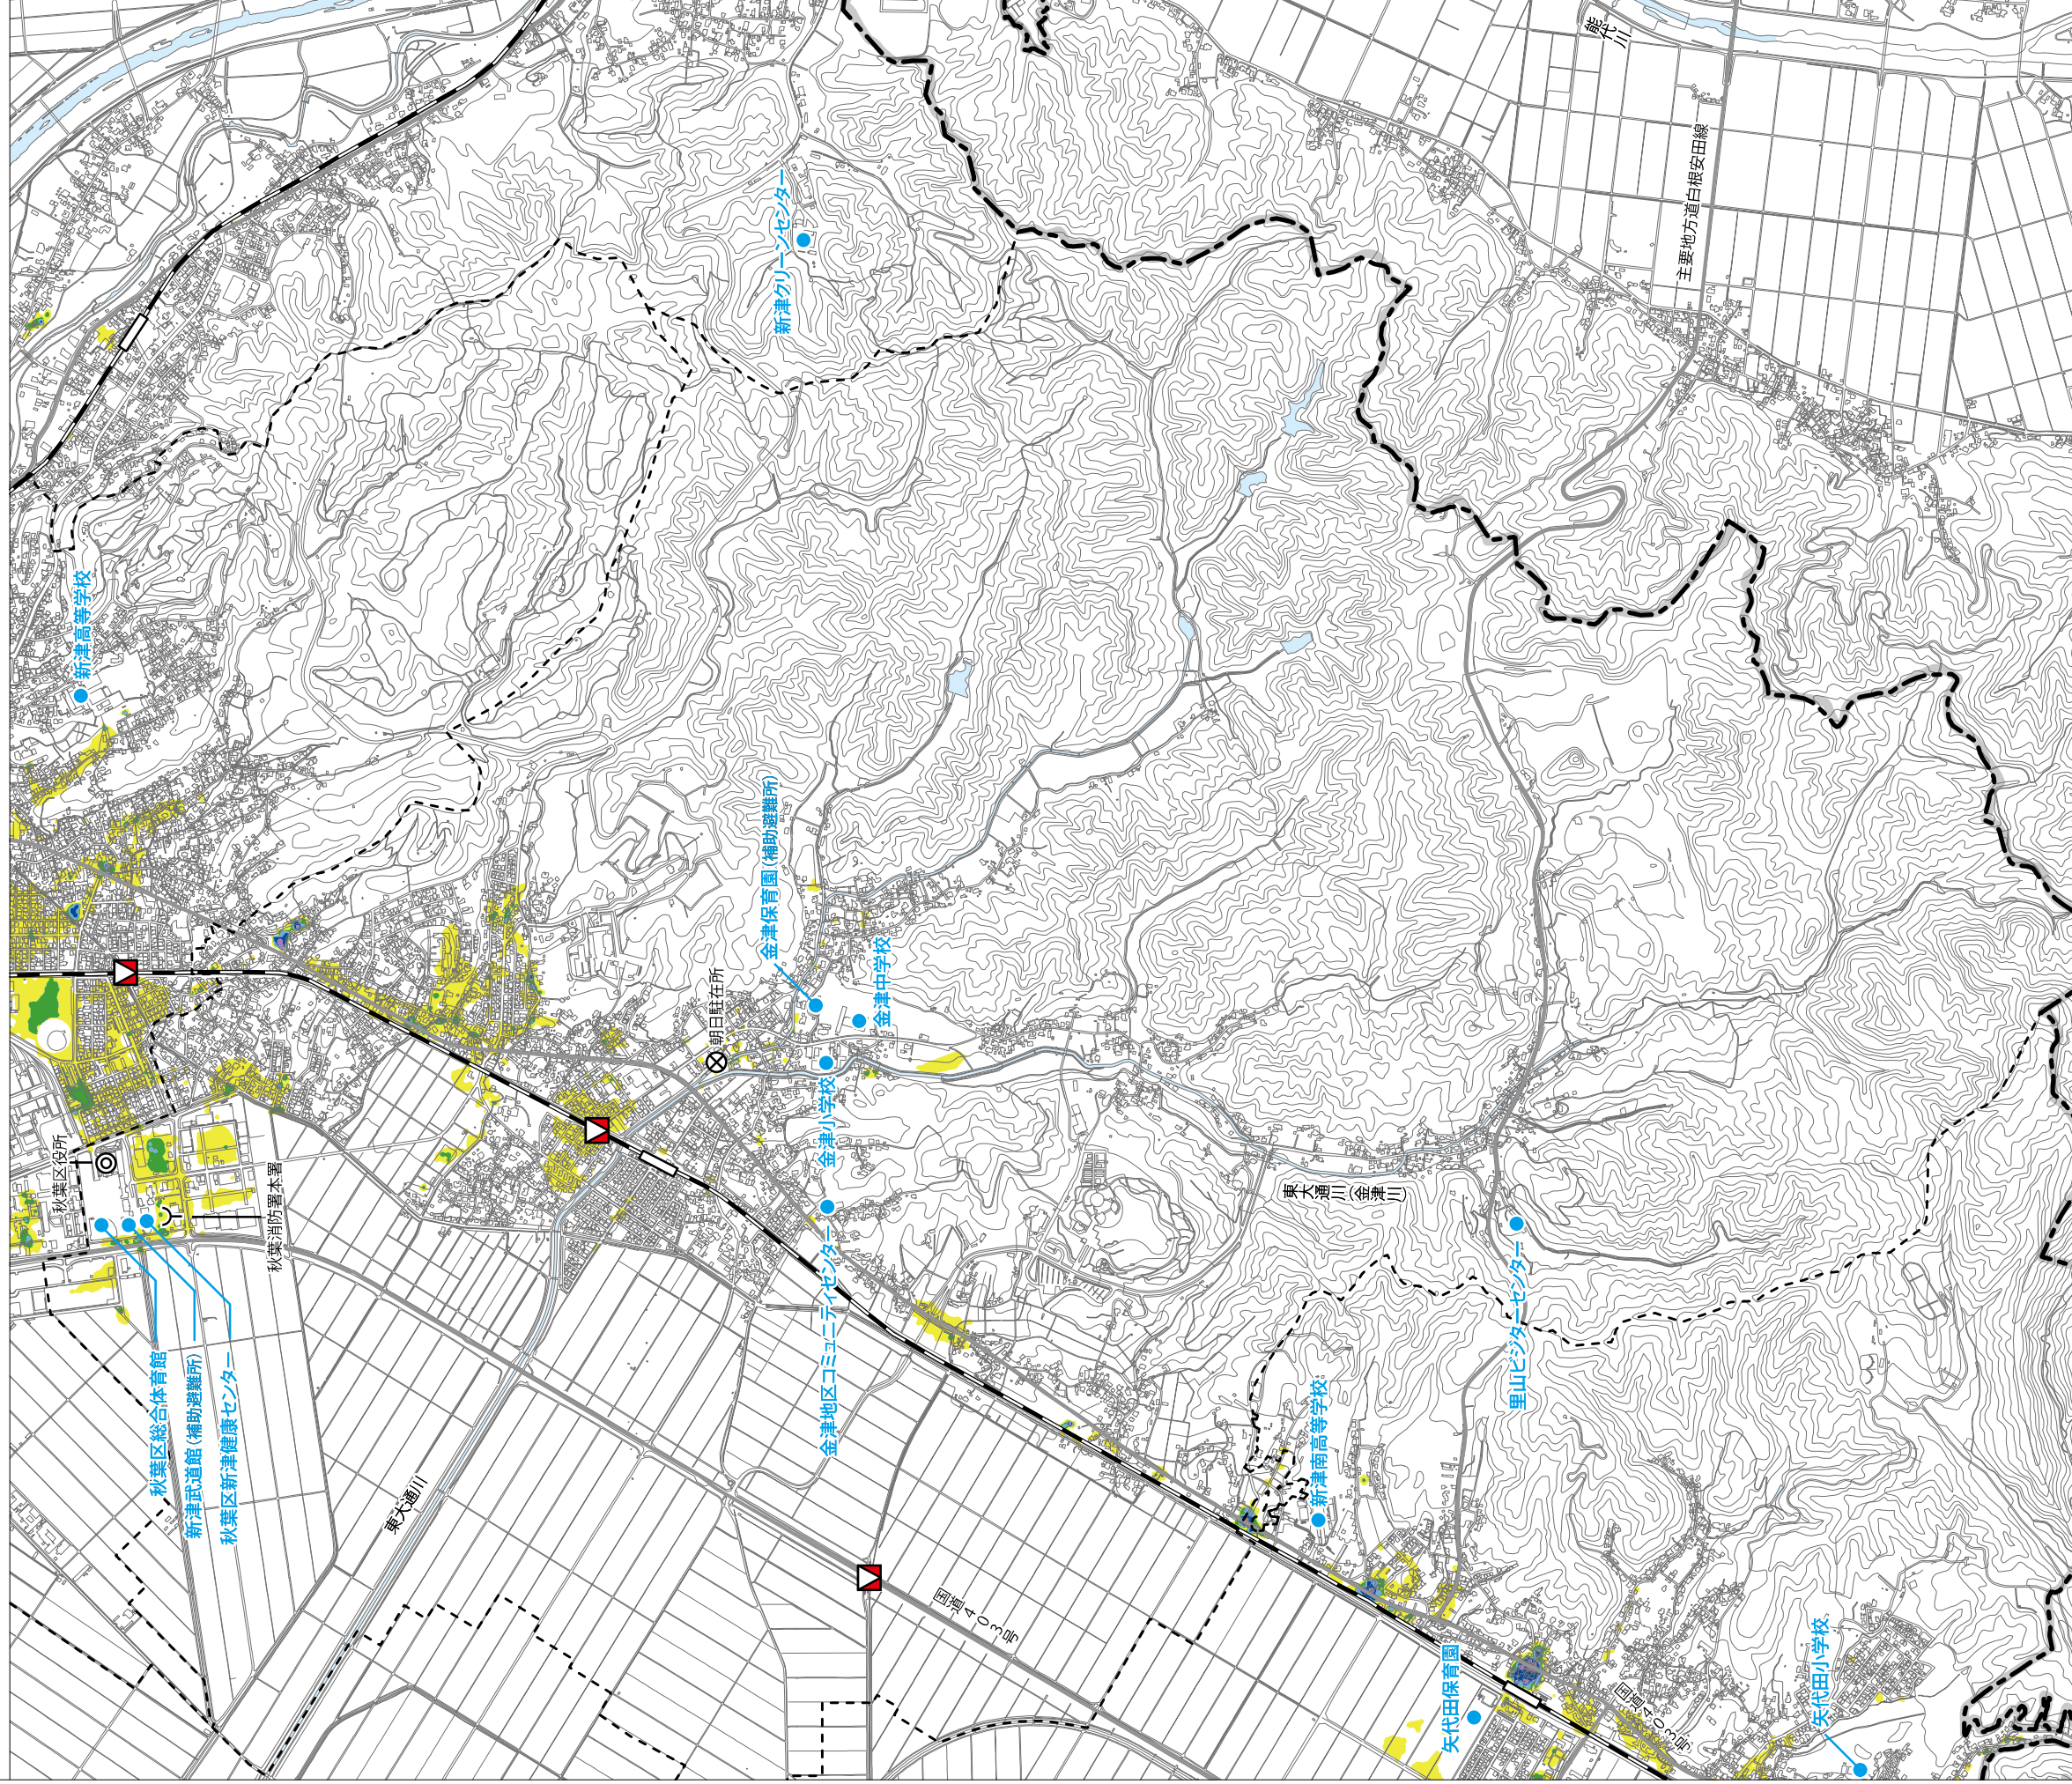 新津高等学校
新津クリーンセンター
能代川
主要地方道白根安田線
秋葉区役所
秋葉消防署本署
秋葉区総合体育館
新津武道館(補助避難所)
秋葉区新津健康センター
東大通川
朝日駐在所
金津保育園(補助避難所)
金津中学校
金津小学校
金津地区コミュニティセンター
東大通川(金津川)
里山ビジターセンター
新津南高等学校
国道403号
矢代田保育園
国道403号
矢代田小学校